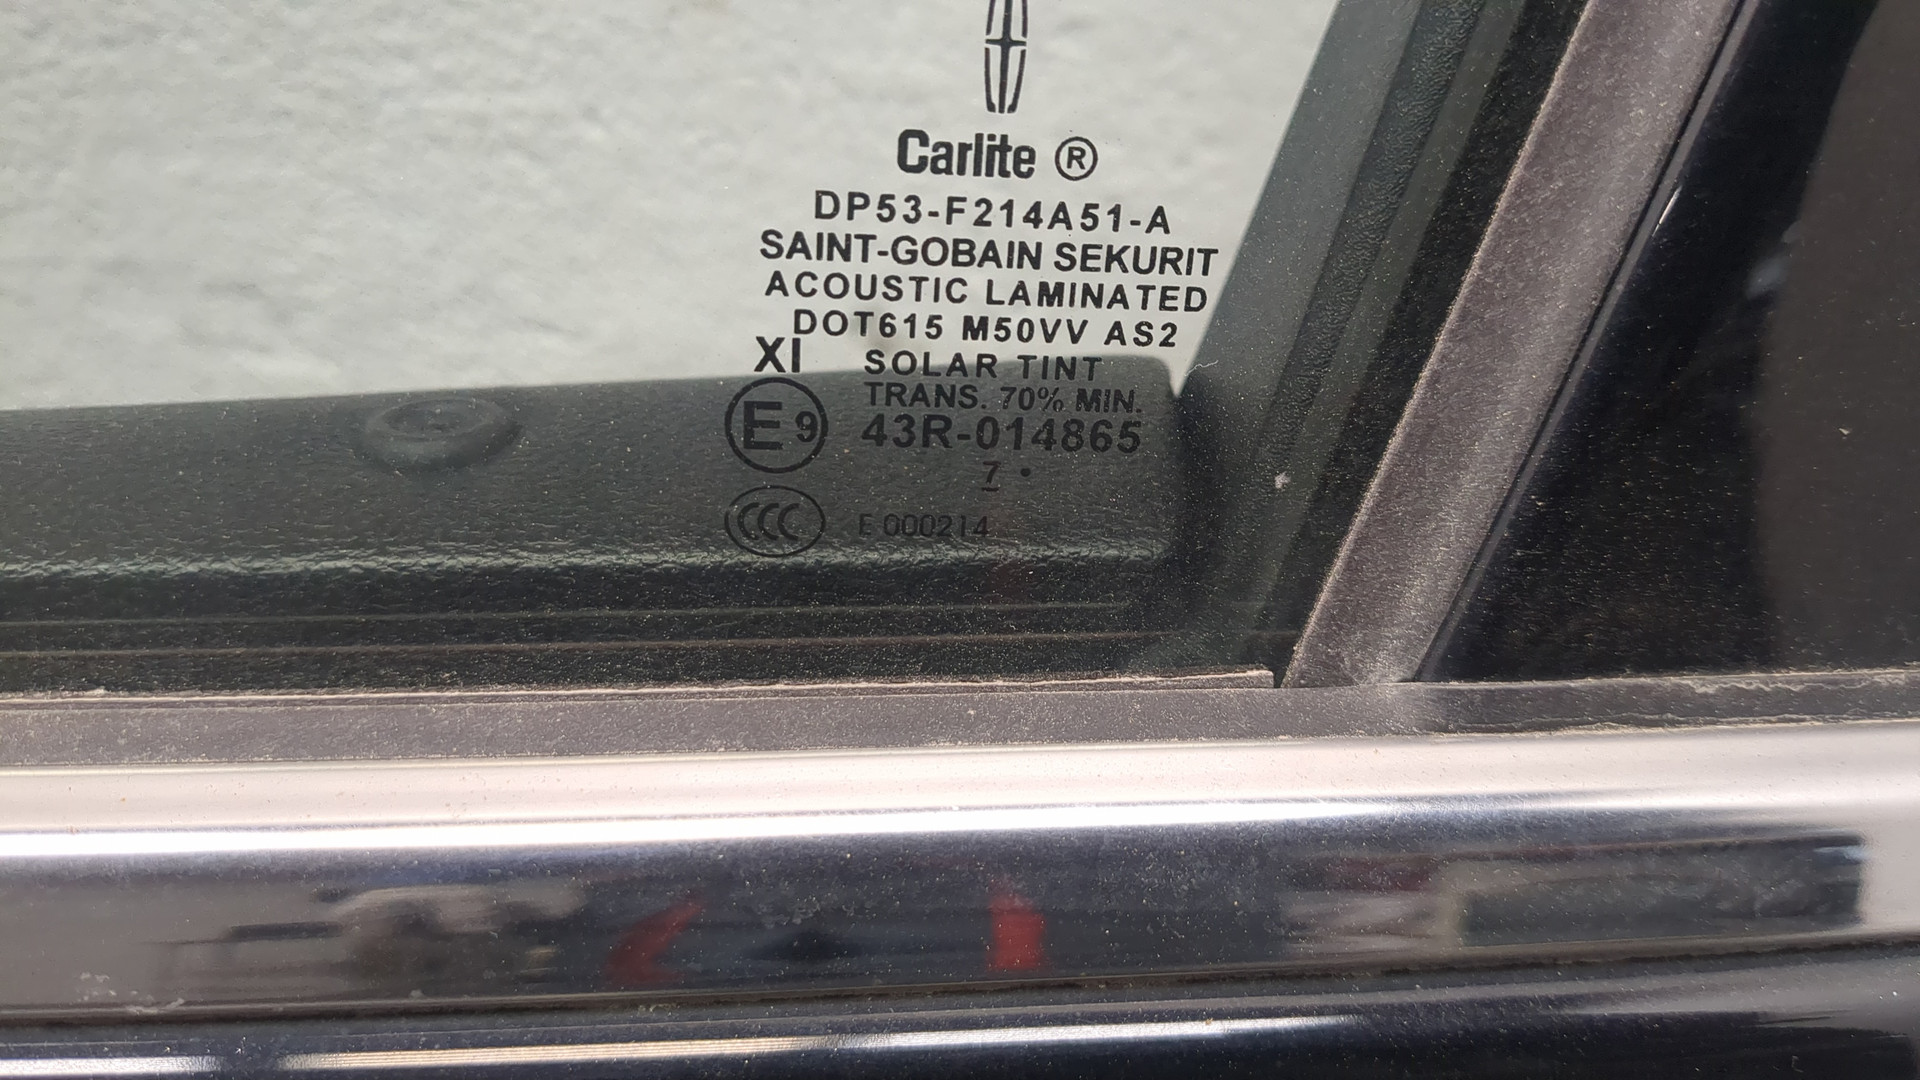 Carlite ®
DP53-F214A51-A
SAINT-GOBAIN SEKURIT
ACOUSTIC LAMINATED
DOT615 M50VV AS2
XI SOLAR TINT
TRANS. 70% MIN.
E9 43R-014865
7 •
CCC E 000214